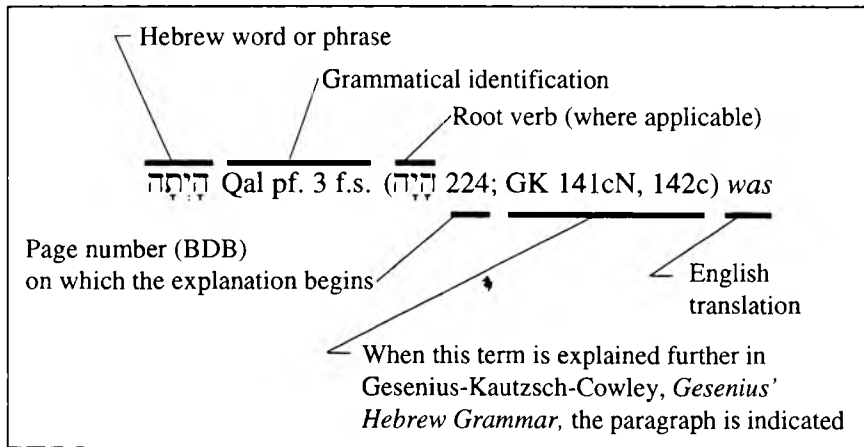 Hebrew word or phrase
Grammatical identification
Root verb (where applicable)
הָיְתָה Qal pf. 3 f.s. (הָיָה 224; GK 141cN, 142c) was
Page number (BDB)
on which the explanation begins
English
translation
When this term is explained further in
Gesenius-Kautzsch-Cowley, Gesenius'
Hebrew Grammar, the paragraph is indicated